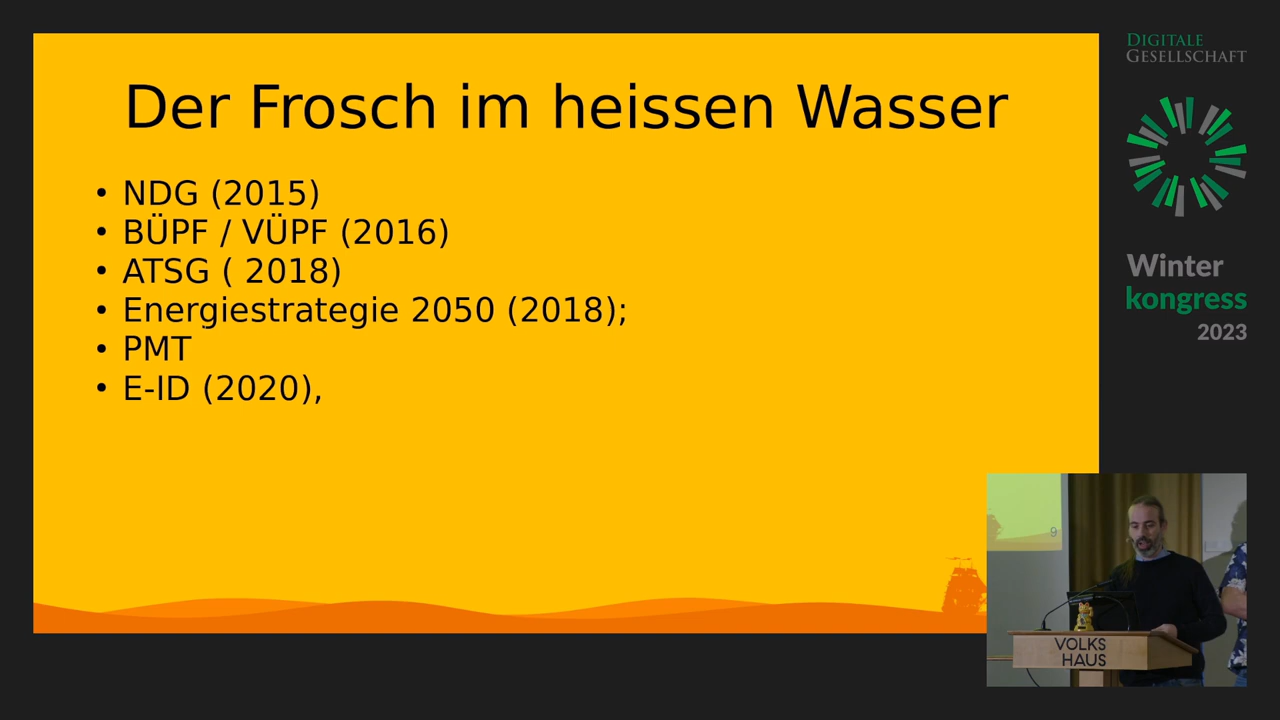 Der Frosch im heissen Wasser
• NDG (2015)
• BÜPF / VÜPF (2016)
• ATSG ( 2018)
• Energiestrategie 2050 (2018);
• PMT
• E-ID (2020),
DIGITALE
GESELLSCHAFT
Winter
kongress
2023
9
VOLKS
HAUS